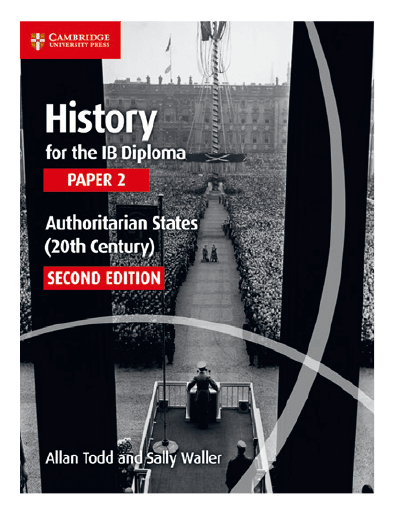 CAMBRIDGE
UNIVERSITY PRESS
History
for the IB Diploma
PAPER 2
Authoritarian States
(20th Century)
SECOND EDITION
Allan Todd and Sally Waller